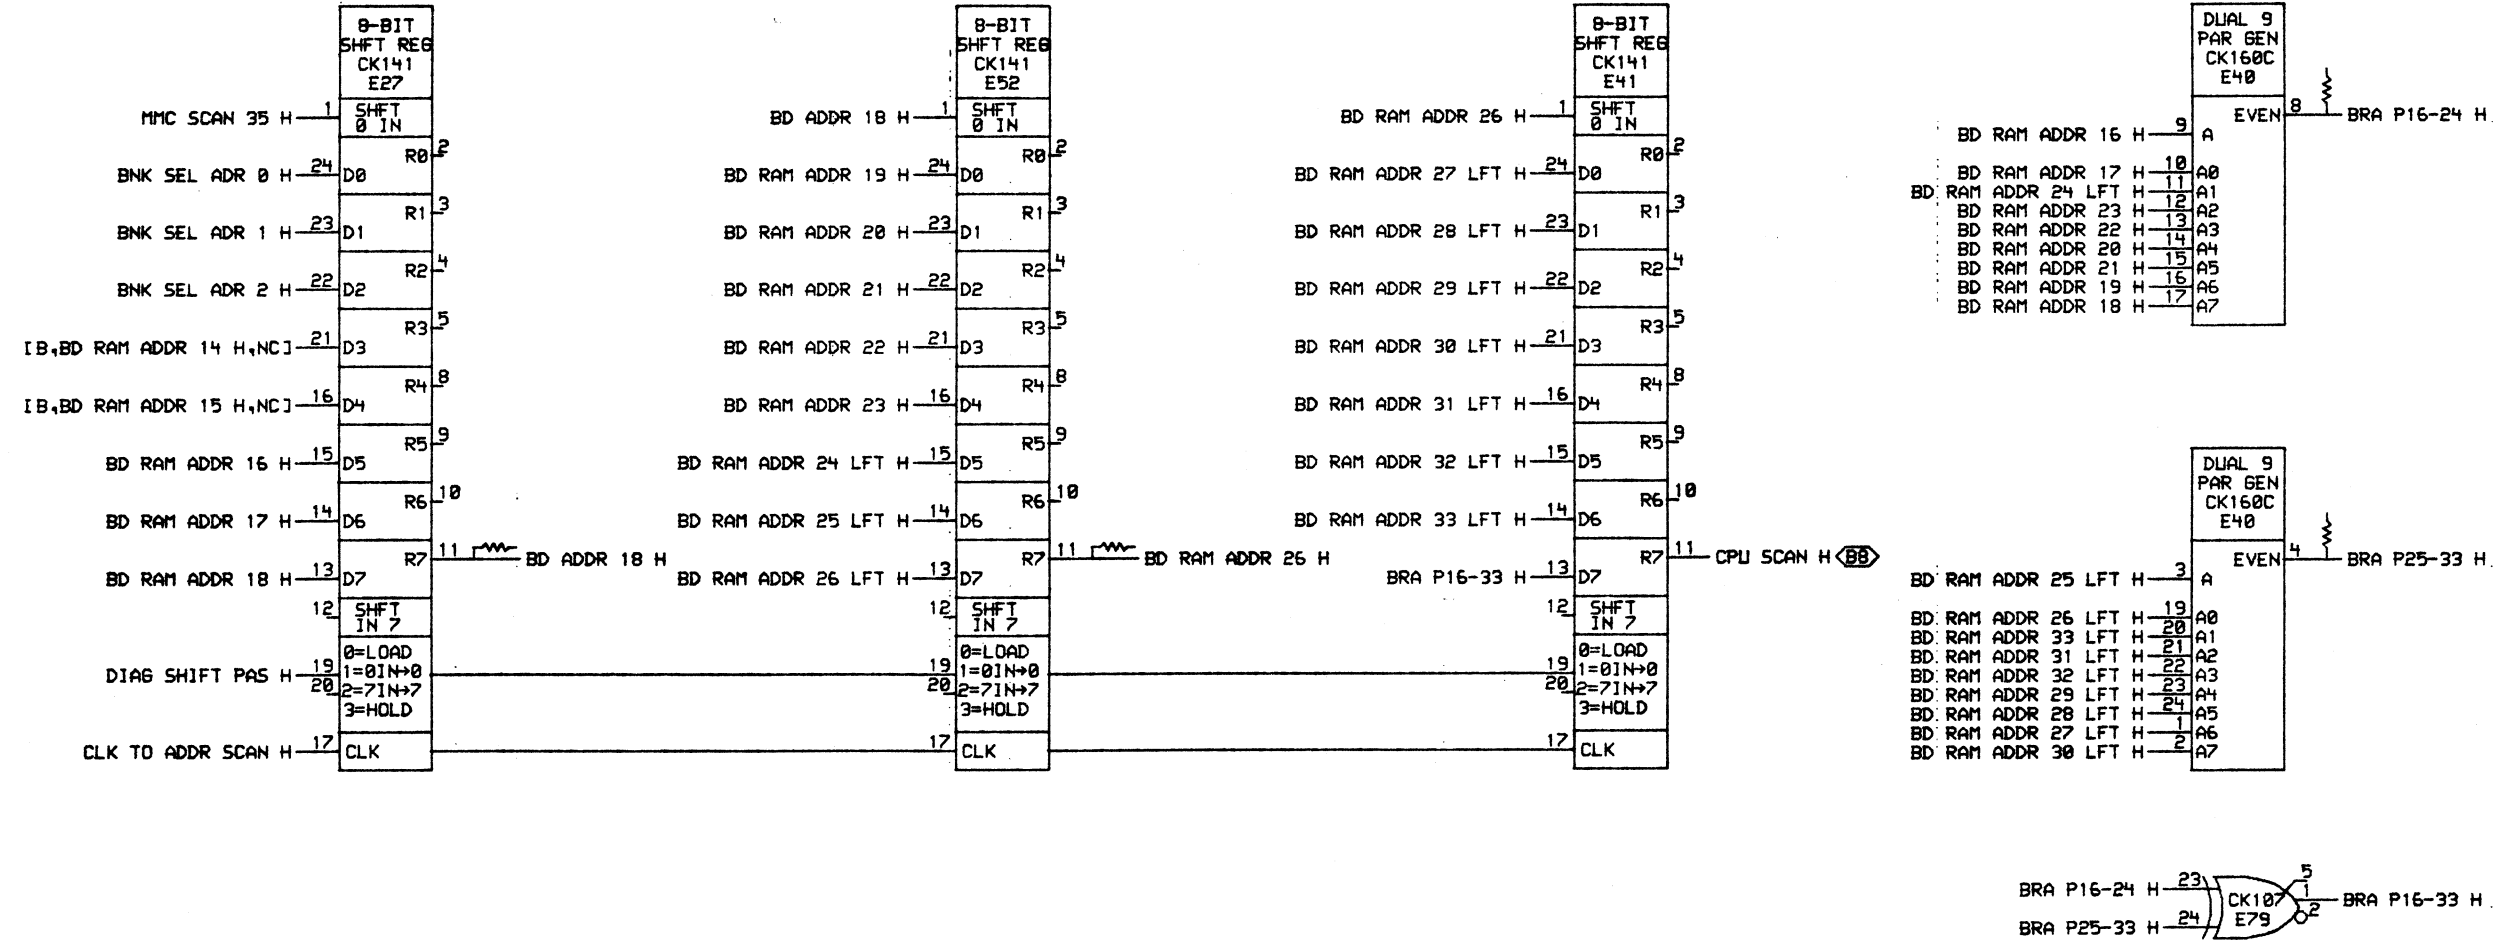 8-BIT
SHFT REG
CK141
E27
MMC SCAN 35 H 1 SHFT
0 IN
R0 2
BNK SEL ADR 0 H 24 D0
R1 3
BNK SEL ADR 1 H 23 D1
R2 4
BNK SEL ADR 2 H 22 D2
R3 5
[B,BD RAM ADDR 14 H,NC] 21 D3
R4 8
[B,BD RAM ADDR 15 H,NC] 16 D4
R5 9
BD RAM ADDR 16 H 15 D5
R6 10
BD RAM ADDR 17 H 14 D6
R7 11 BD ADDR 18 H
BD RAM ADDR 18 H 13 D7
12 SHFT
IN 7
0=LOAD
DIAG SHIFT PAS H 19 1=0IN→0
20 2=7IN→7
3=HOLD
CLK TO ADDR SCAN H 17 CLK
8-BIT
SHFT REG
CK141
E52
BD ADDR 18 H 1 SHFT
0 IN
R0 2
BD RAM ADDR 19 H 24 D0
R1 3
BD RAM ADDR 20 H 23 D1
R2 4
BD RAM ADDR 21 H 22 D2
R3 5
BD RAM ADDR 22 H 21 D3
R4 8
BD RAM ADDR 23 H 16 D4
R5 9
BD RAM ADDR 24 LFT H 15 D5
R6 10
BD RAM ADDR 25 LFT H 14 D6
R7 11 BD RAM ADDR 26 H
BD RAM ADDR 26 LFT H 13 D7
12 SHFT
IN 7
0=LOAD
19 1=0IN→0
20 2=7IN→7
3=HOLD
17 CLK
8-BIT
SHFT REG
CK141
E41
BD RAM ADDR 26 H 1 SHFT
0 IN
R0 2
BD RAM ADDR 27 LFT H 24 D0
R1 3
BD RAM ADDR 28 LFT H 23 D1
R2 4
BD RAM ADDR 29 LFT H 22 D2
R3 5
BD RAM ADDR 30 LFT H 21 D3
R4 8
BD RAM ADDR 31 LFT H 16 D4
R5 9
BD RAM ADDR 32 LFT H 15 D5
R6 10
BD RAM ADDR 33 LFT H 14 D6
R7 11 CPU SCAN H B8
BRA P16-33 H 13 D7
12 SHFT
IN 7
0=LOAD
19 1=0IN→0
20 2=7IN→7
3=HOLD
17 CLK
DUAL 9
PAR GEN
CK160C
E40
EVEN 8 BRA P16-24 H
BD RAM ADDR 16 H 9 A
BD RAM ADDR 17 H 10 A0
BD RAM ADDR 24 LFT H 11 A1
BD RAM ADDR 23 H 12 A2
BD RAM ADDR 22 H 13 A3
BD RAM ADDR 20 H 14 A4
BD RAM ADDR 21 H 15 A5
BD RAM ADDR 19 H 16 A6
BD RAM ADDR 18 H 17 A7
DUAL 9
PAR GEN
CK160C
E40
EVEN 4 BRA P25-33 H
BD RAM ADDR 25 LFT H 3 A
BD RAM ADDR 26 LFT H 19 A0
BD RAM ADDR 33 LFT H 20 A1
BD RAM ADDR 31 LFT H 21 A2
BD RAM ADDR 32 LFT H 22 A3
BD RAM ADDR 29 LFT H 23 A4
BD RAM ADDR 28 LFT H 24 A5
BD RAM ADDR 27 LFT H 1 A6
BD RAM ADDR 30 LFT H 2 A7
BRA P16-24 H 23 5
CK107 1 BRA P16-33 H
BRA P25-33 H 24 E79 2